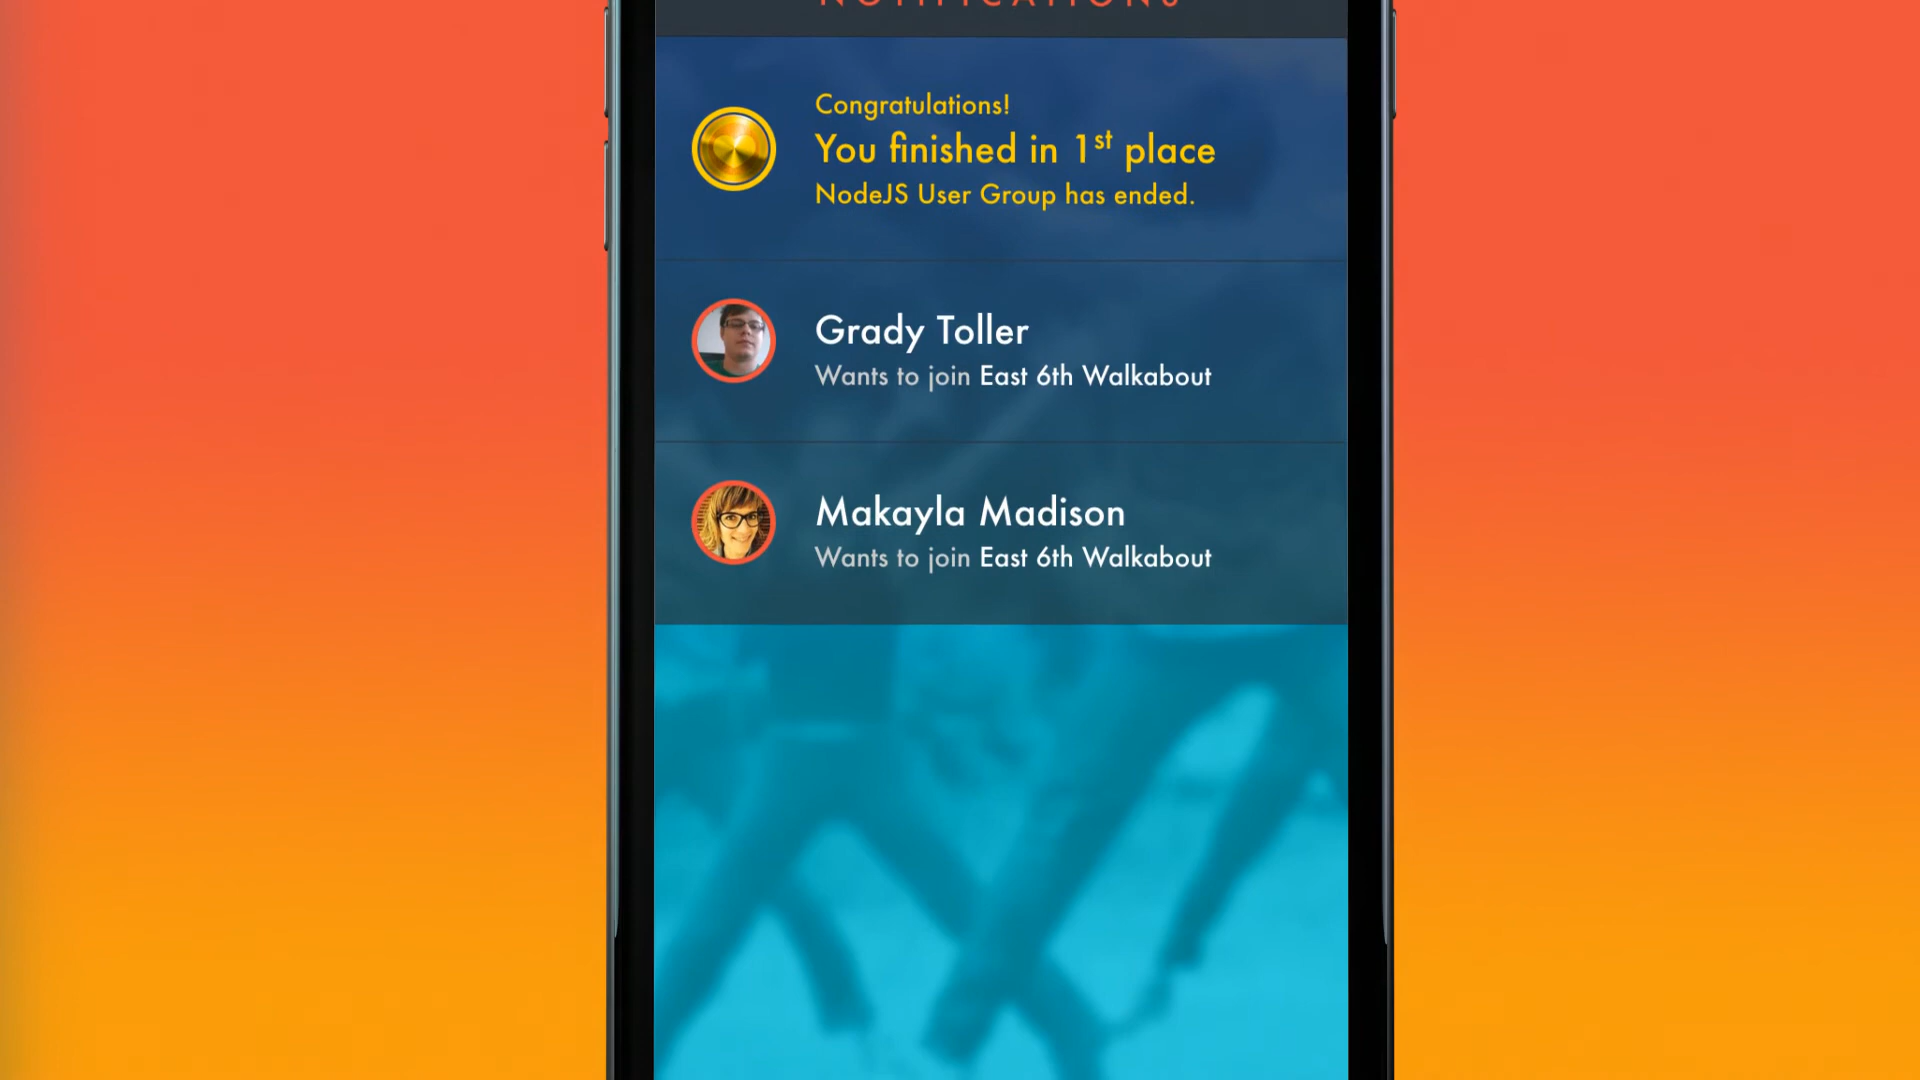 NOTIFICATIONS
Congratulations!
You finished in 1st place
NodeJS User Group has ended.
Grady Toller
Wants to join East 6th Walkabout
Makayla Madison
Wants to join East 6th Walkabout